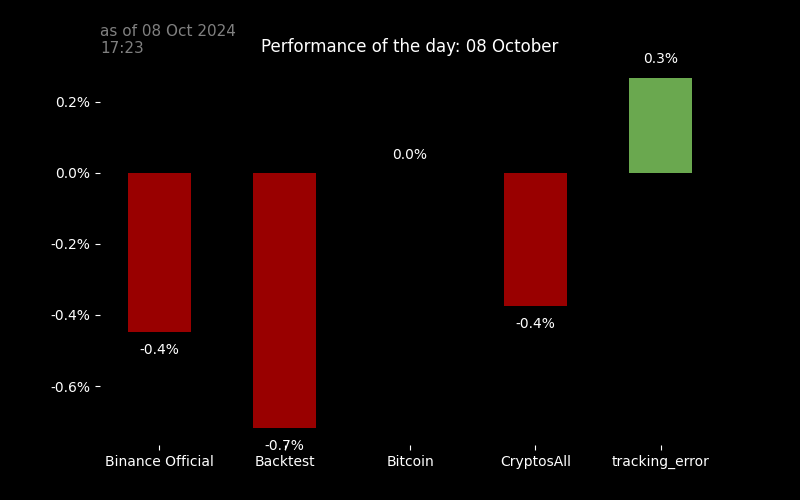 as of 08 Oct 2024
17:23
Performance of the day: 08 October
0.3%
0.2%
0.0%
0.0%
-0.2%
-0.4%
-0.4%
-0.4%
-0.6%
-0.7%
Binance Official
Backtest
Bitcoin
CryptosAll
tracking_error